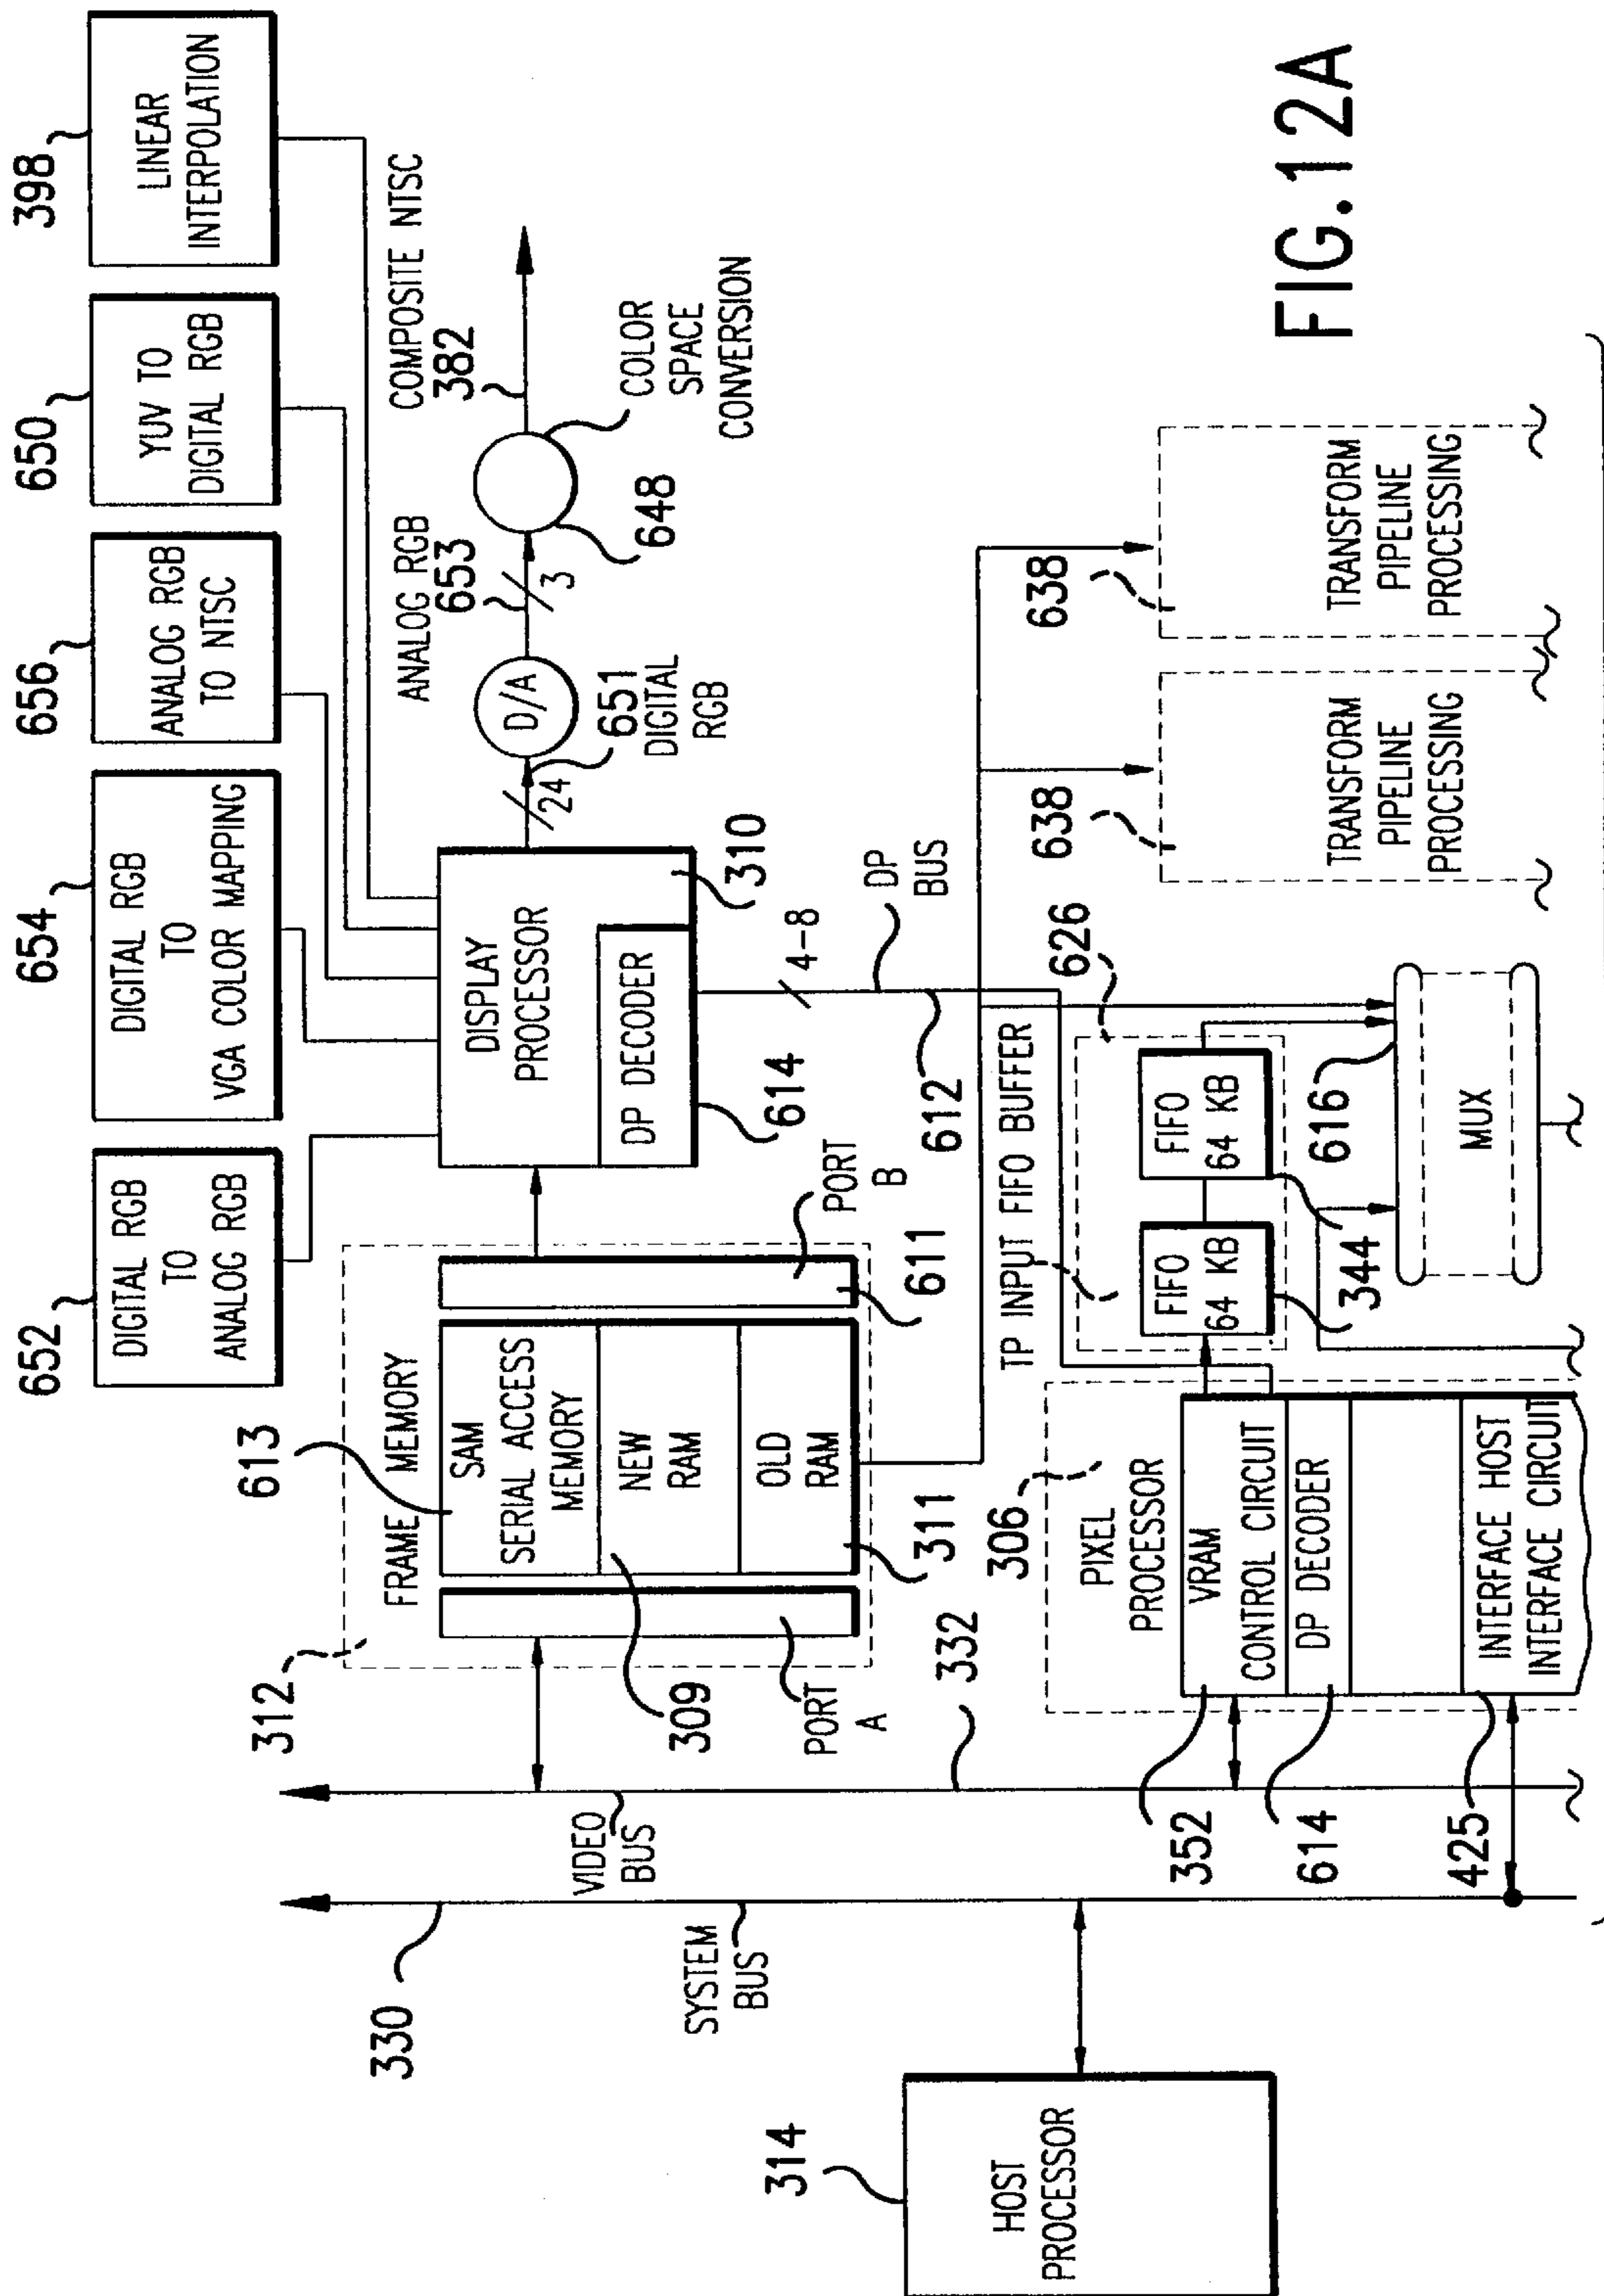 652
DIGITAL RGB
TO
ANALOG RGB
654
DIGITAL RGB
TO
VGA COLOR MAPPING
656
ANALOG RGB
TO NTSC
650
YUV TO
DIGITAL RGB
398
LINEAR
INTERPOLATION
312
FRAME MEMORY
613
SAM
SERIAL ACCESS
MEMORY
NEW
RAM
OLD
RAM
309
311
PORT
A
PORT
B
611
DISPLAY
PROCESSOR
DP DECODER
310
614
24
651
DIGITAL
RGB
D/A
ANALOG RGB
653
3
648
COLOR
SPACE
CONVERSION
COMPOSITE NTSC
382
4-8
DP
BUS
612
330
SYSTEM
BUS
VIDEO
BUS
332
314
HOST
PROCESSOR
306
PIXEL
PROCESSOR
VRAM
CONTROL CIRCUIT
DP DECODER
INTERFACE HOST
INTERFACE CIRCUIT
352
614
425
TP INPUT FIFO BUFFER
626
FIFO
64 KB
FIFO
64 KB
344
616
MUX
638
TRANSFORM
PIPELINE
PROCESSING
638
TRANSFORM
PIPELINE
PROCESSING
FIG.12A